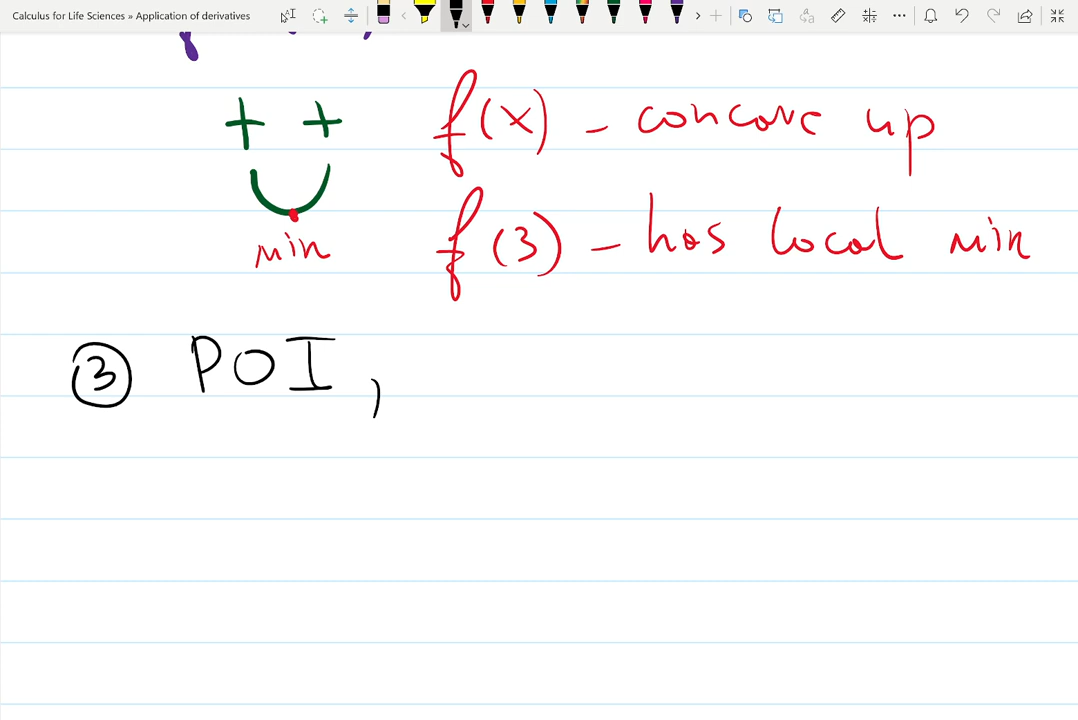 Calculus for Life Sciences » Application of derivatives
+ + f(x) - concave up
min f(3) - has local min
③ POI,